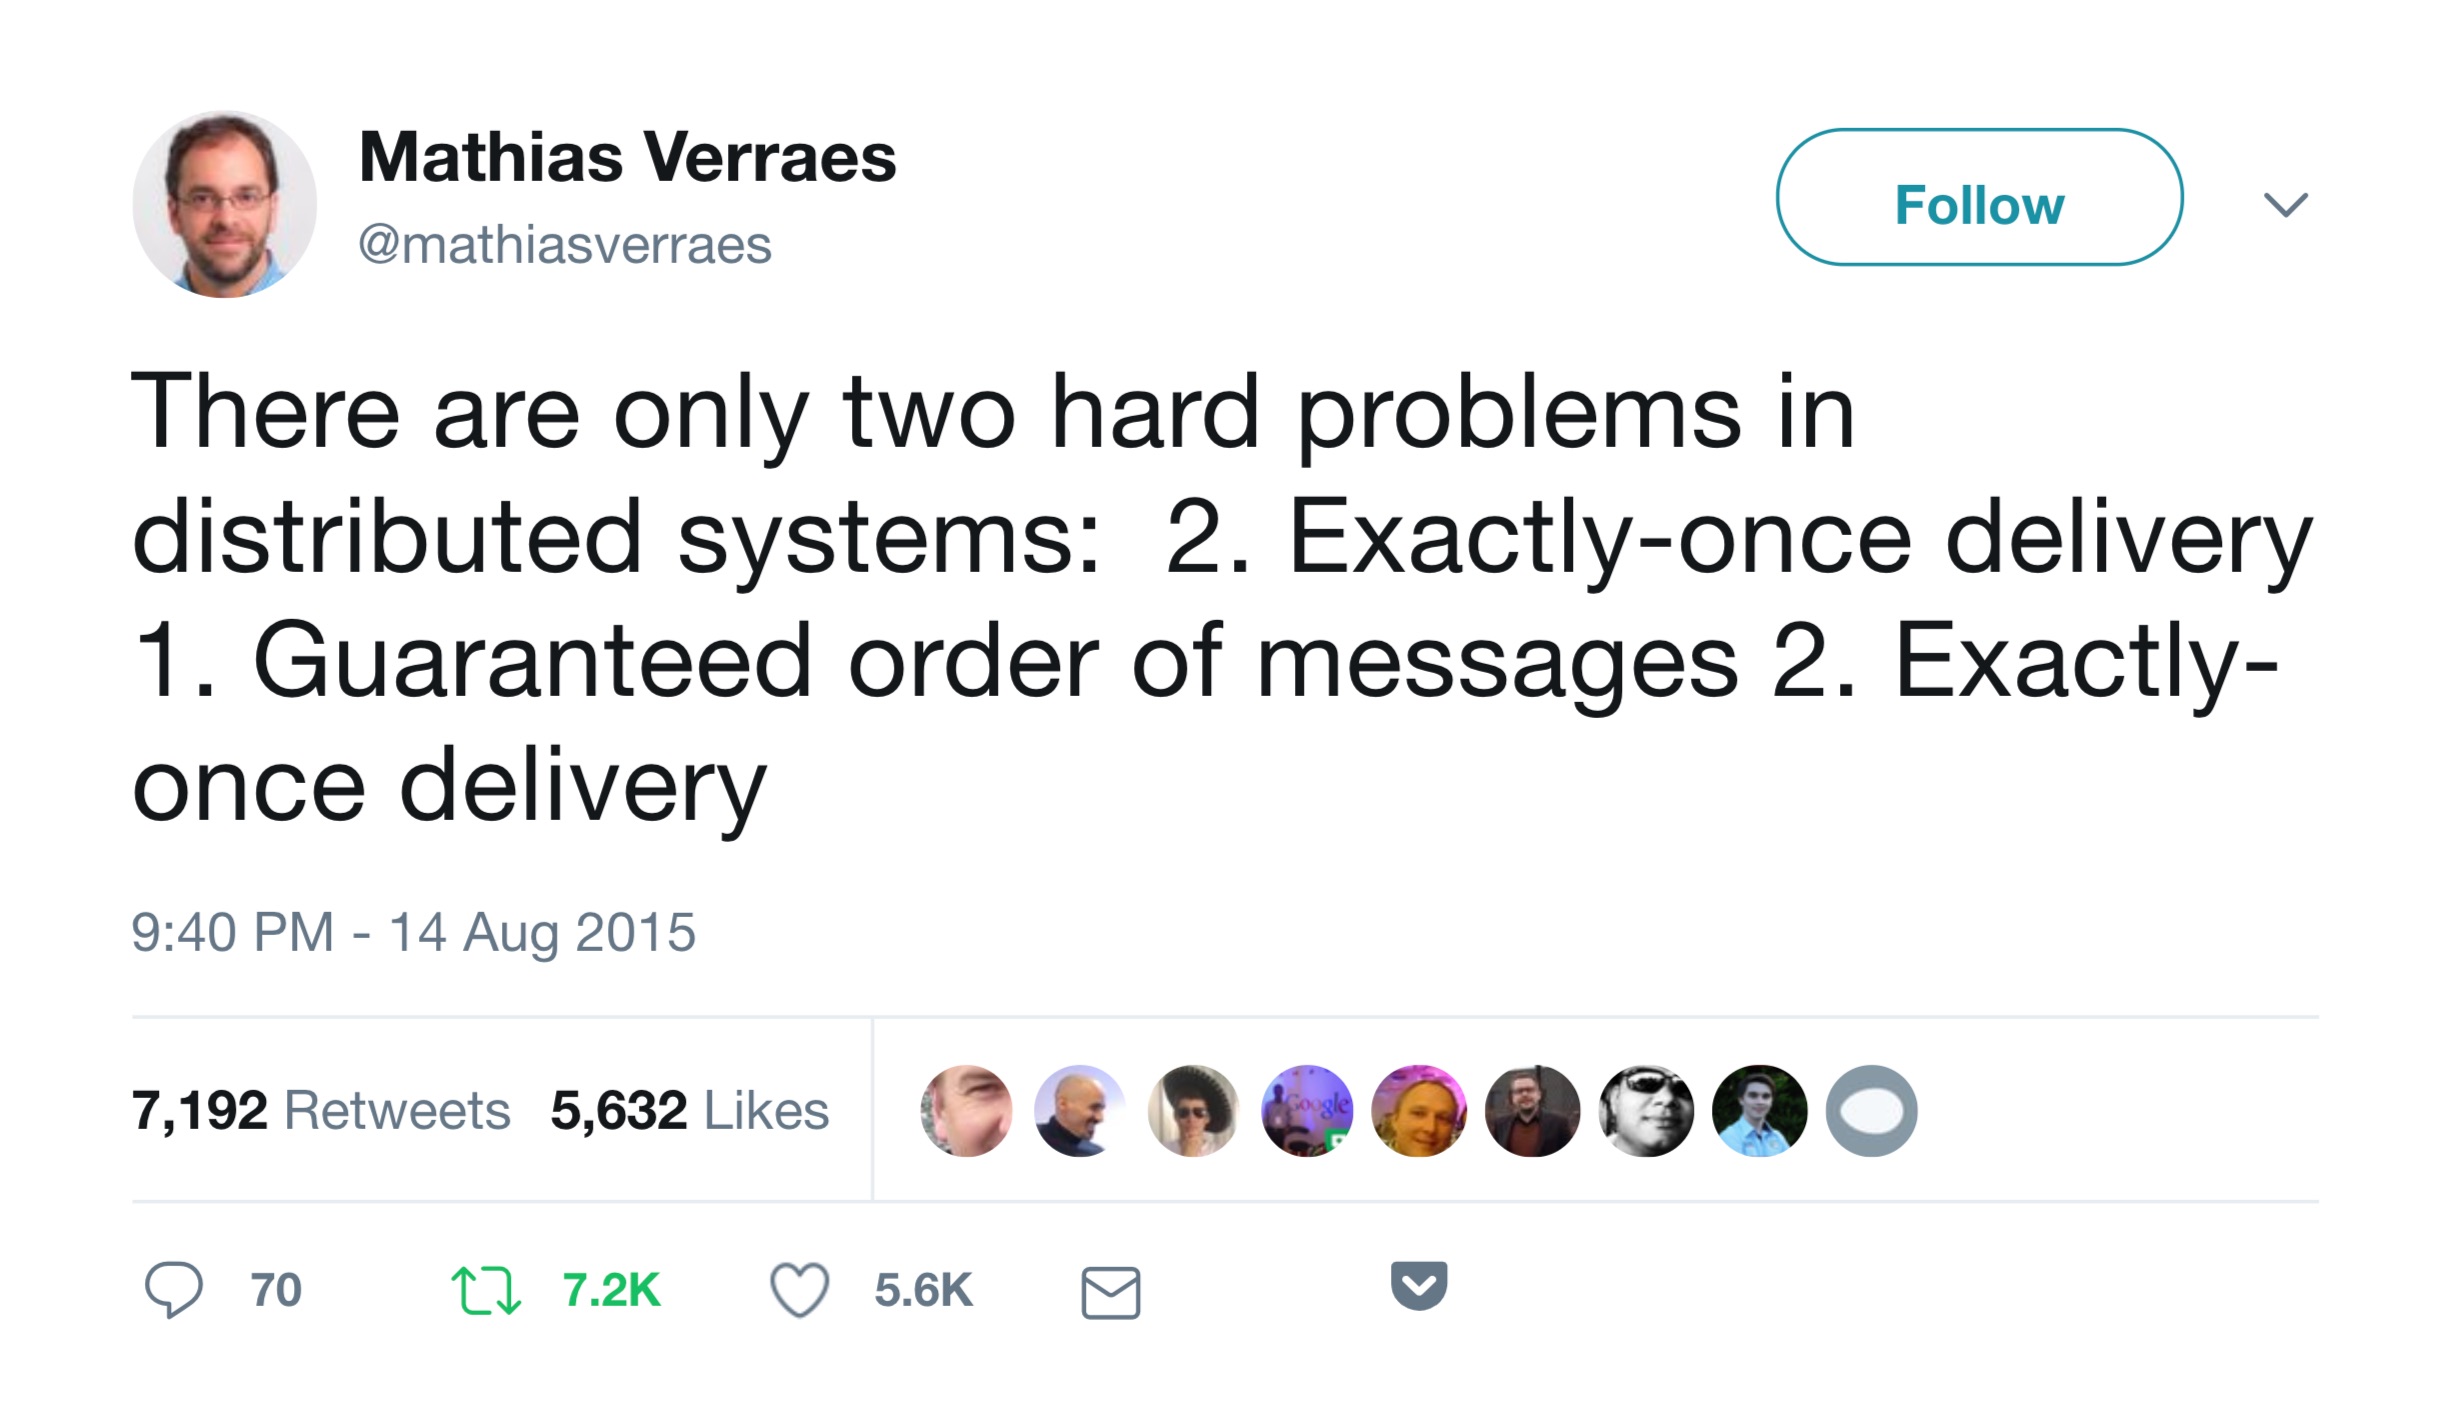 Mathias Verraes
@mathiasverraes
Follow
There are only two hard problems in
distributed systems:  2. Exactly-once delivery
1. Guaranteed order of messages 2. Exactly-
once delivery
9:40 PM - 14 Aug 2015
7,192 Retweets 5,632 Likes
Google
70 7.2K 5.6K